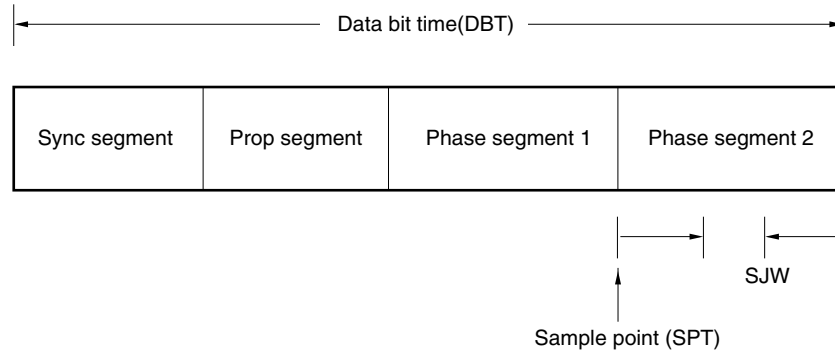 Data bit time(DBT)
Sync segment
Prop segment
Phase segment 1
Phase segment 2
SJW
Sample point (SPT)